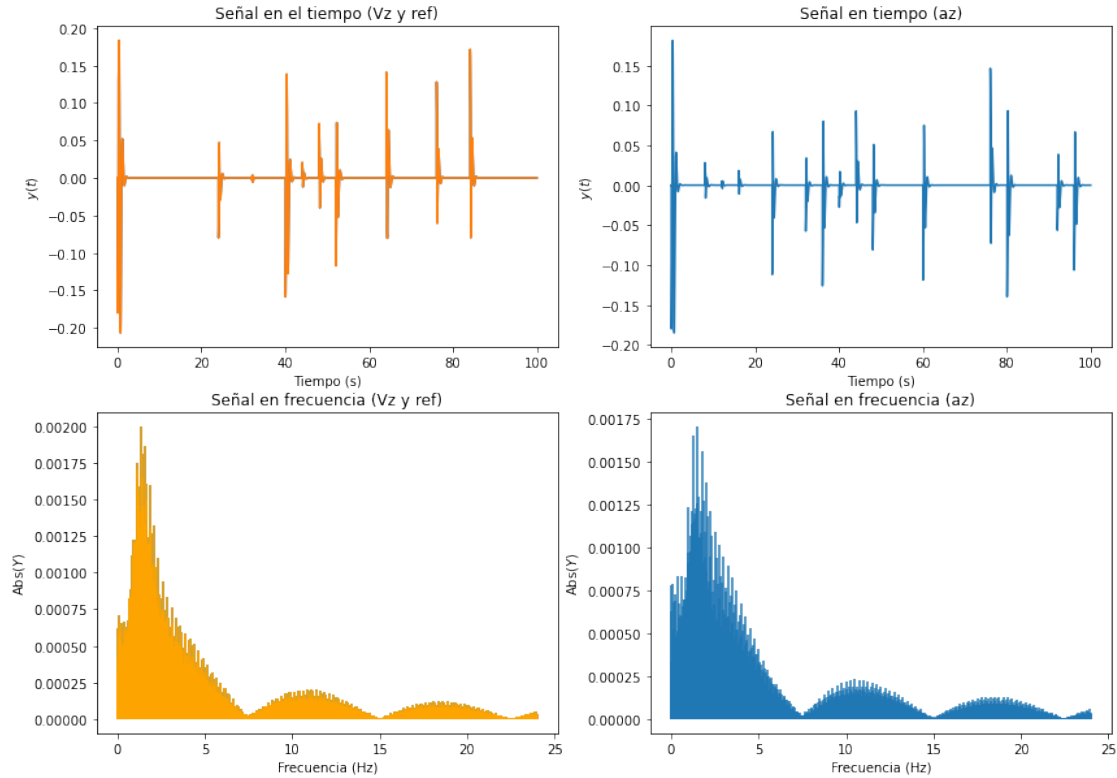 Señal en el tiempo (Vz y ref)
0.20
0.15
0.10
0.05
0.00
−0.05
−0.10
−0.15
−0.20
y(t)
0 20 40 60 80 100
Tiempo (s)
Señal en tiempo (az)
0.15
0.10
0.05
0.00
−0.05
−0.10
−0.15
−0.20
y(t)
0 20 40 60 80 100
Tiempo (s)
Señal en frecuencia (Vz y ref)
0.00200
0.00175
0.00150
0.00125
0.00100
0.00075
0.00050
0.00025
0.00000
Abs(Y)
0 5 10 15 20 25
Frecuencia (Hz)
Señal en frecuencia (az)
0.00175
0.00150
0.00125
0.00100
0.00075
0.00050
0.00025
0.00000
Abs(Y)
0 5 10 15 20 25
Frecuencia (Hz)